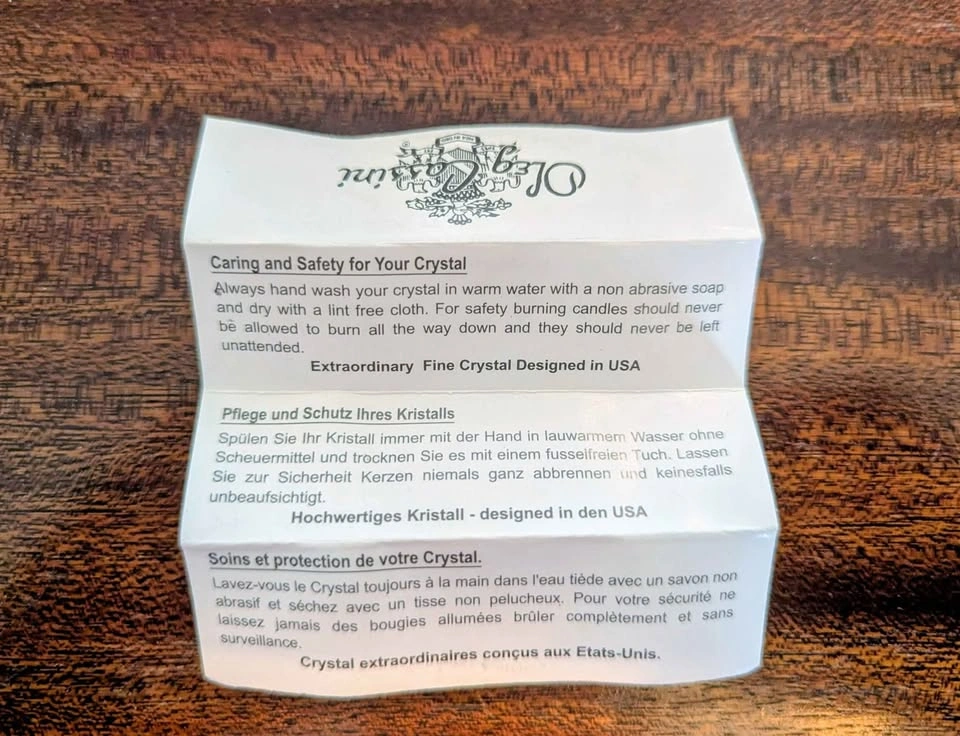 Oleg Cassini
Caring and Safety for Your Crystal
Always hand wash your crystal in warm water with a non abrasive soap
and dry with a lint free cloth. For safety burning candles should never
be allowed to burn all the way down and they should never be left
unattended.
Extraordinary Fine Crystal Designed in USA
Pflege und Schutz Ihres Kristalls
Spülen Sie Ihr Kristall immer mit der Hand in lauwarmem Wasser ohne
Scheuermittel und trocknen Sie es mit einem fusselfreien Tuch. Lassen
Sie zur Sicherheit Kerzen niemals ganz abbrennen und keinesfalls
unbeaufsichtigt.
Hochwertiges Kristall - designed in den USA
Soins et protection de votre Crystal.
Lavez-vous le Crystal toujours à la main dans l'eau tiède avec un savon non
abrasif et séchez avec un tisse non pelucheux. Pour votre sécurité ne
laissez jamais des bougies allumées brûler complètement et sans
surveillance.
Crystal extraordinaires conçus aux Etats-Unis.